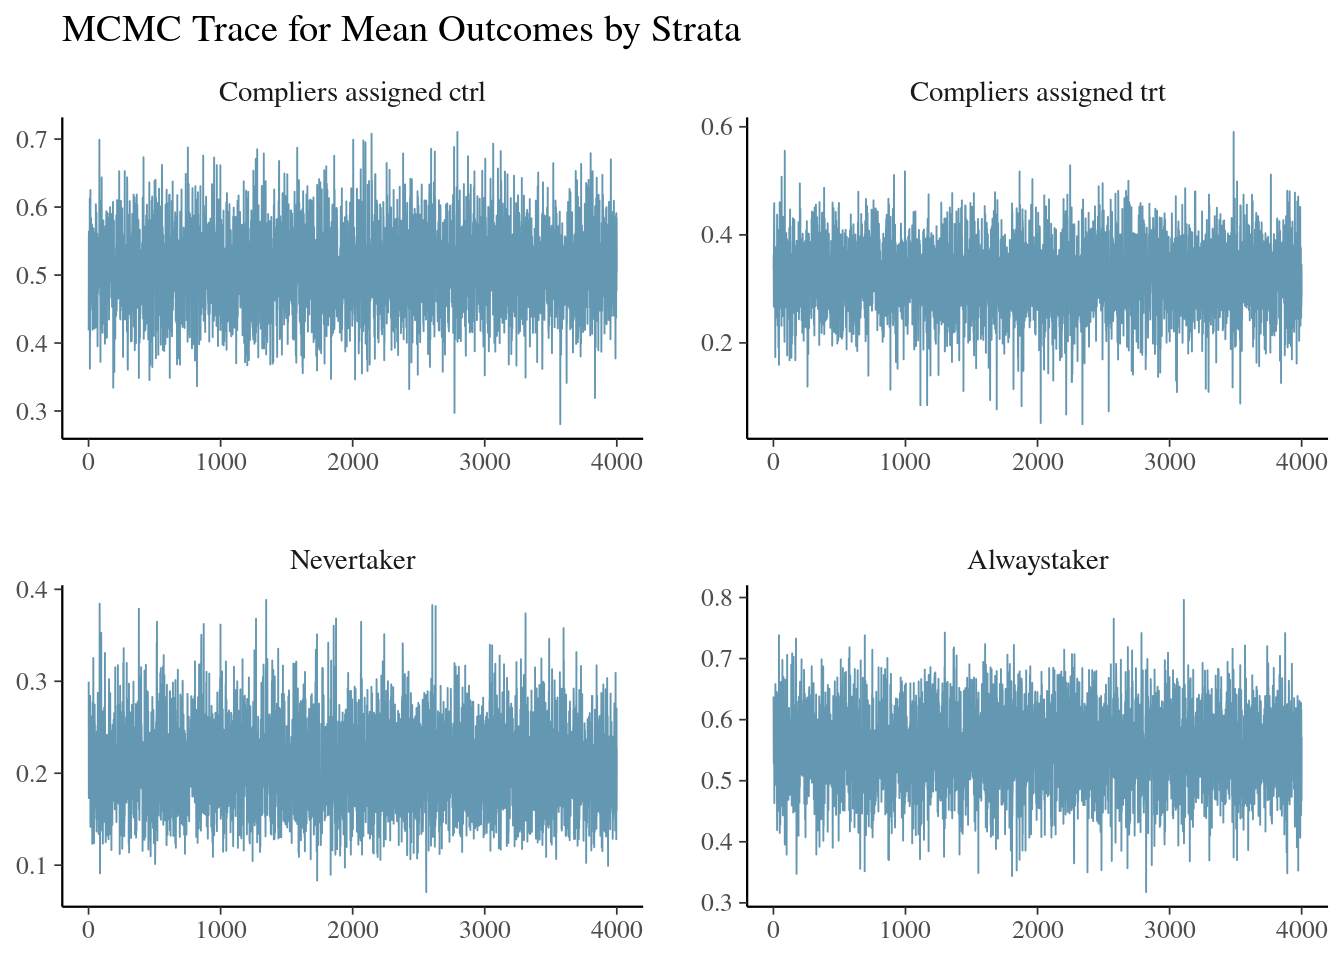 MCMC Trace for Mean Outcomes by Strata
Compliers assigned ctrl
0.7
0.6
0.5
0.4
0.3
0 1000 2000 3000 4000
Compliers assigned trt
0.6
0.4
0.2
0 1000 2000 3000 4000
Nevertaker
0.4
0.3
0.2
0.1
0 1000 2000 3000 4000
Alwaystaker
0.8
0.7
0.6
0.5
0.4
0.3
0 1000 2000 3000 4000